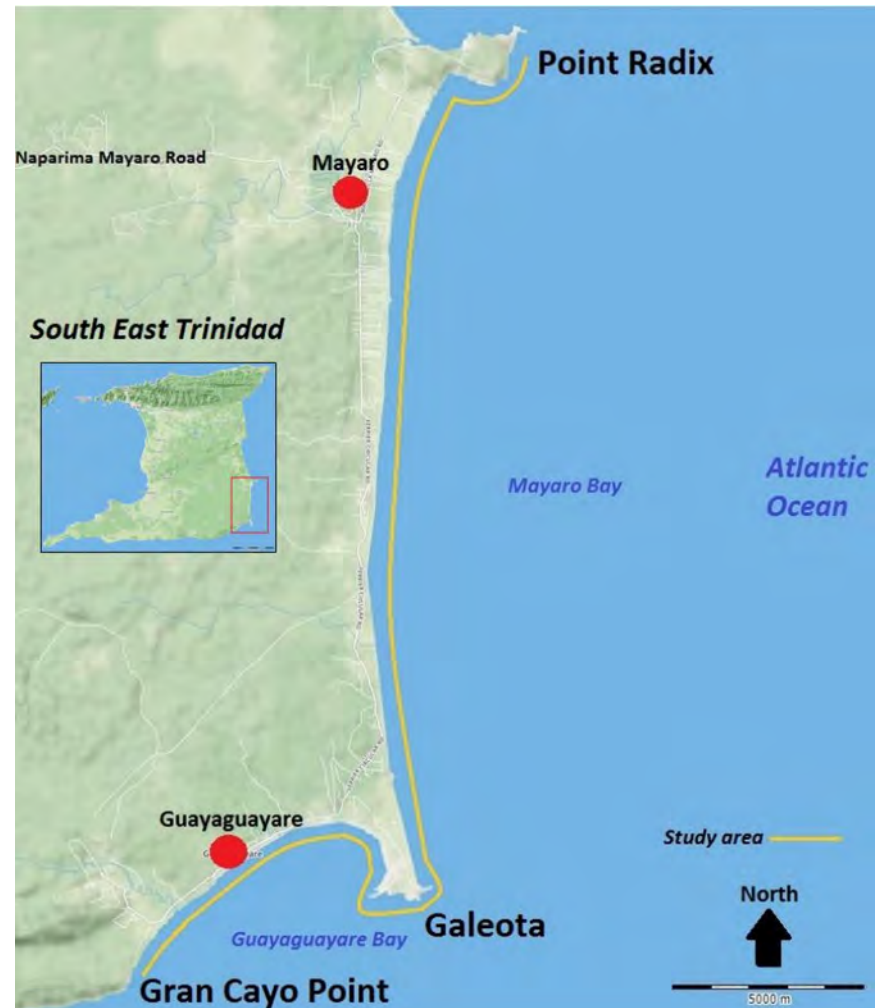 Point Radix
Naparima Mayaro Road
Mayaro
South East Trinidad
Mayaro Bay
Atlantic
Ocean
Guayaguayare
Study area
North
Galeota
Guayaguayare Bay
Gran Cayo Point
5000 m